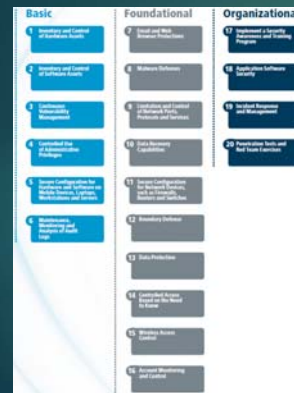 Basic
1 Inventory and Control
of Hardware Assets
2 Inventory and Control
of Software Assets
3 Continuous
Vulnerability
Management
4 Controlled Use
of Administrative
Privileges
5 Secure Configuration for
Hardware and Software on
Mobile Devices, Laptops,
Workstations and Servers
6 Maintenance,
Monitoring and
Analysis of Audit
Logs
Foundational
7 Email and Web
Browser Protections
8 Malware Defenses
9 Limitation and Control
of Network Ports,
Protocols and Services
10 Data Recovery
Capabilities
11 Secure Configuration
for Network Devices,
such as Firewalls,
Routers and Switches
12 Boundary Defense
13 Data Protection
14 Controlled Access
Based on the Need
to Know
15 Wireless Access
Control
16 Account Monitoring
and Control
Organizational
17 Implement a Security
Awareness and Training
Program
18 Application Software
Security
19 Incident Response
and Management
20 Penetration Tests and
Red Team Exercises